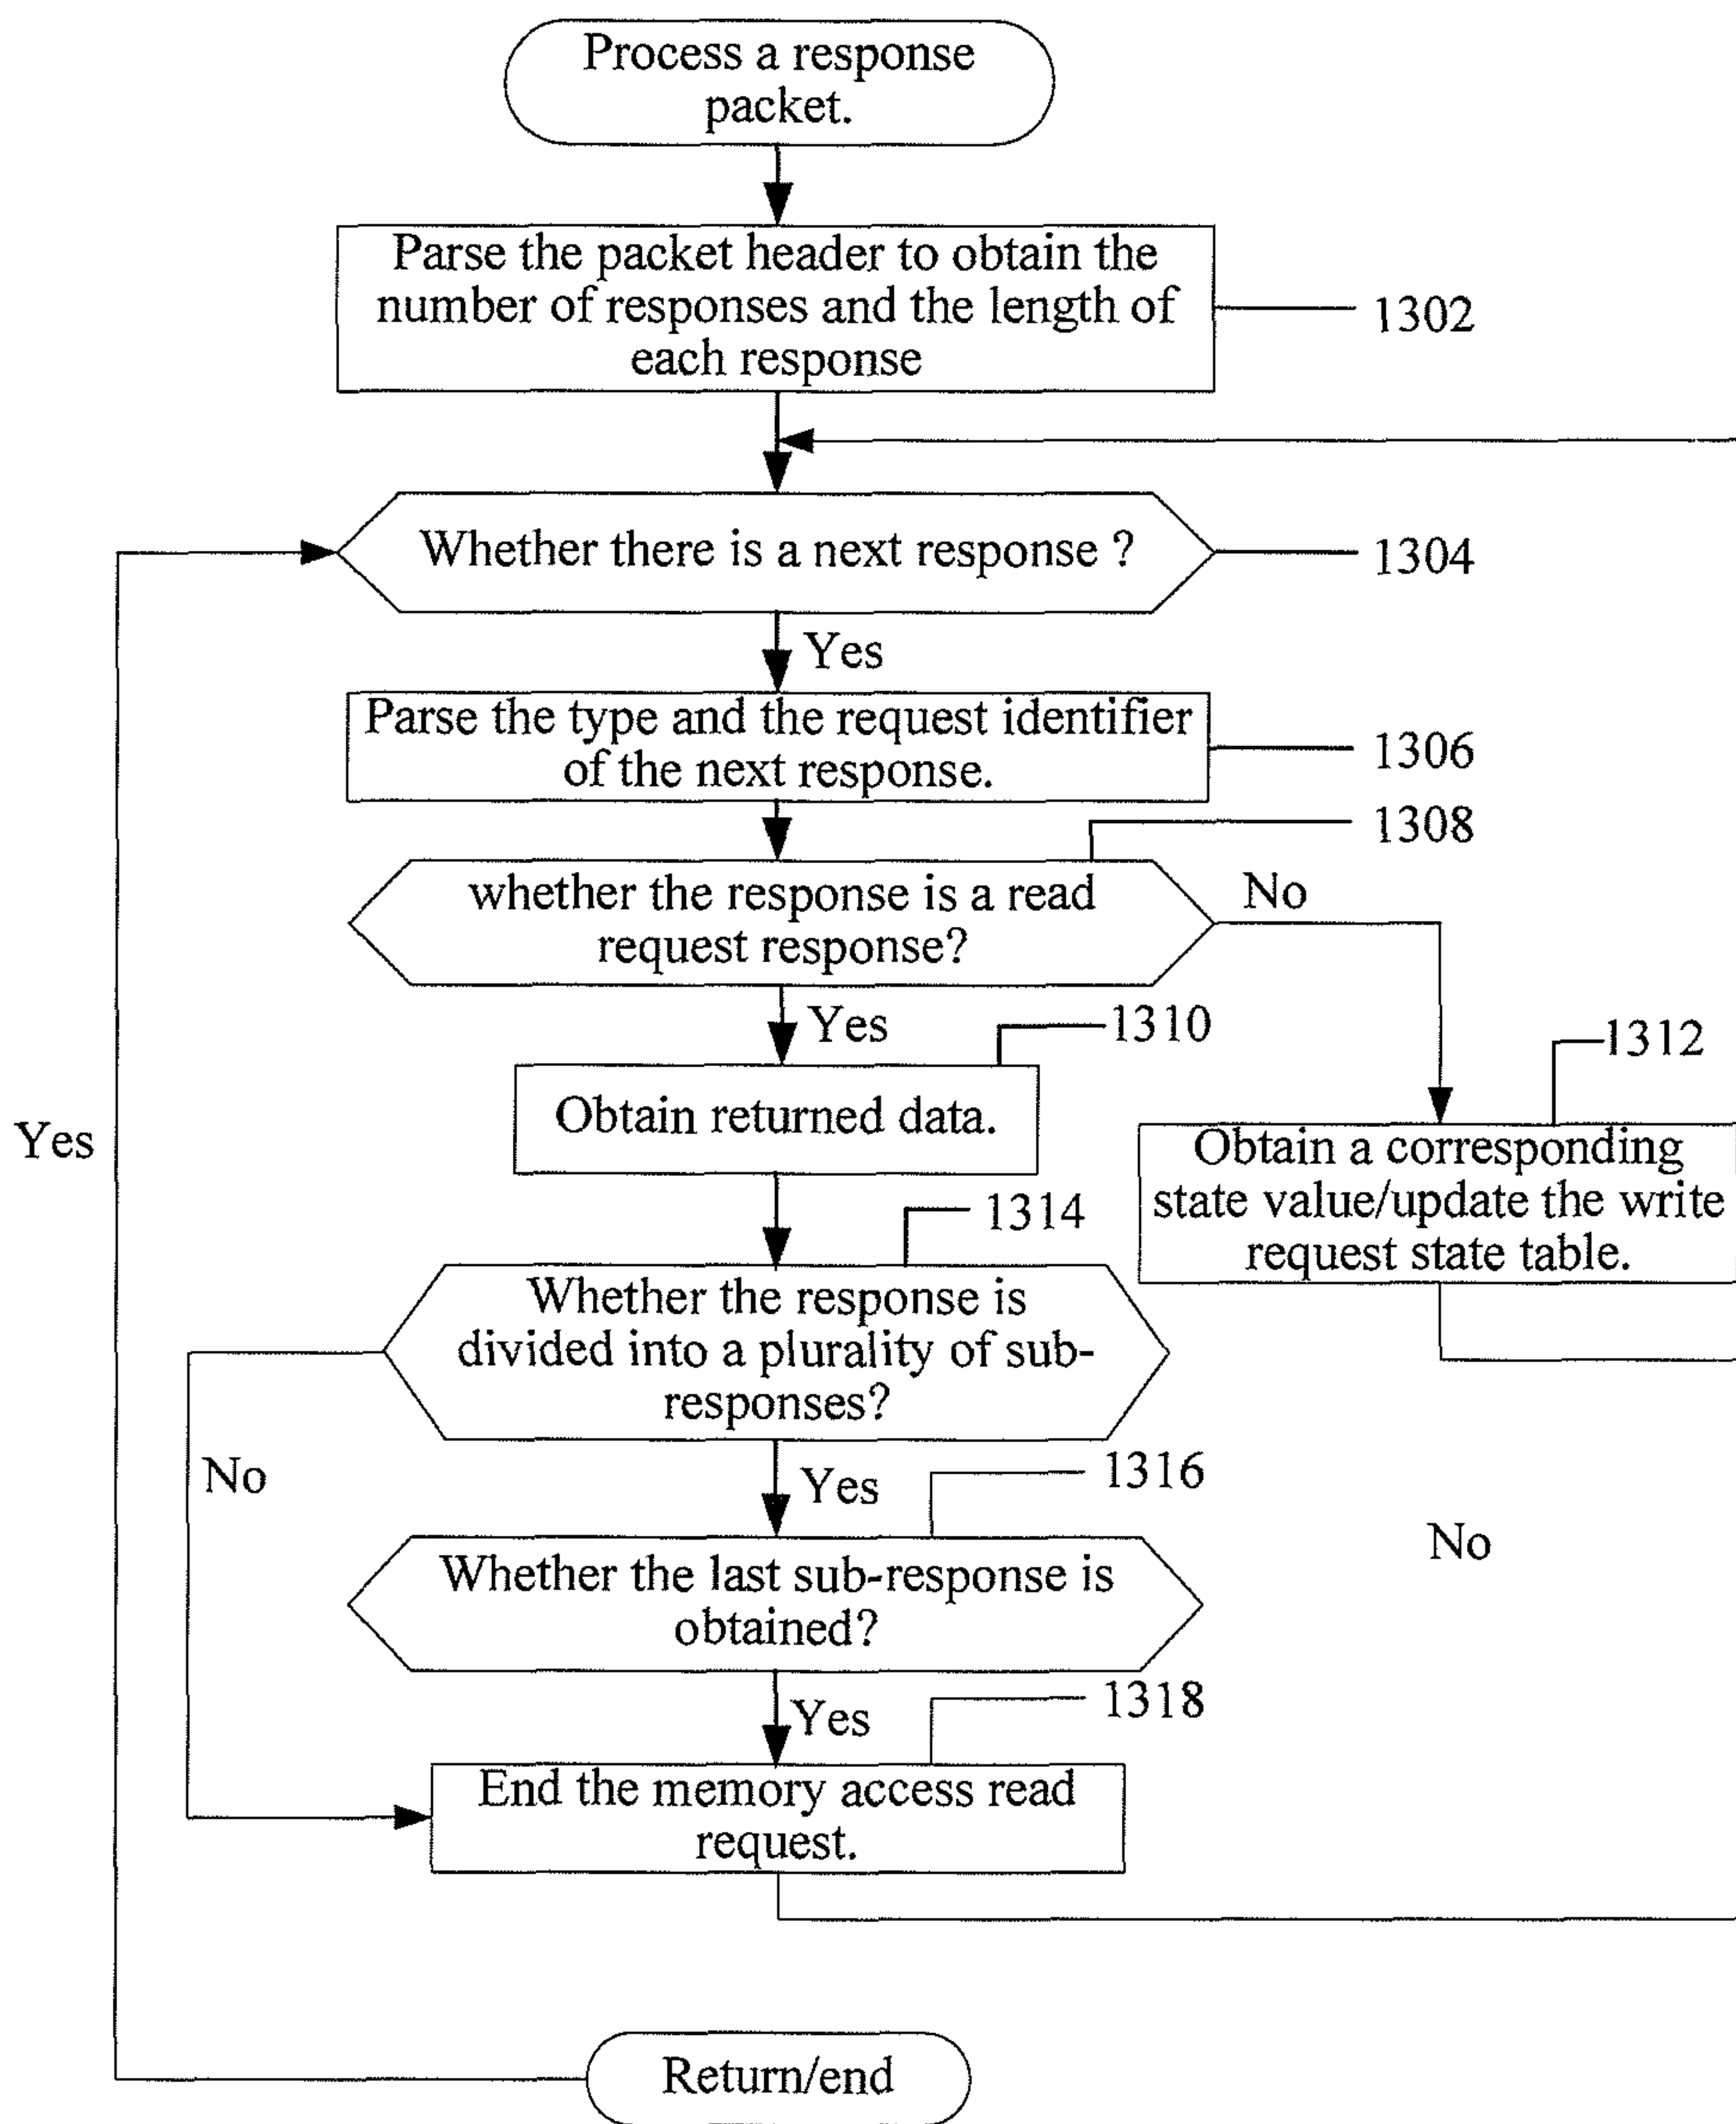 Process a response
packet.
Parse the packet header to obtain the
number of responses and the length of
each response
1302
Whether there is a next response ?
1304
Yes
Parse the type and the request identifier
of the next response.
1306
1308
whether the response is a read
request response?
No
Yes
1310
1312
Obtain returned data.
Yes
Obtain a corresponding
state value/update the write
request state table.
1314
Whether the response is
divided into a plurality of sub-
responses?
No
Yes
1316
No
Whether the last sub-response is
obtained?
Yes
1318
End the memory access read
request.
Return/end